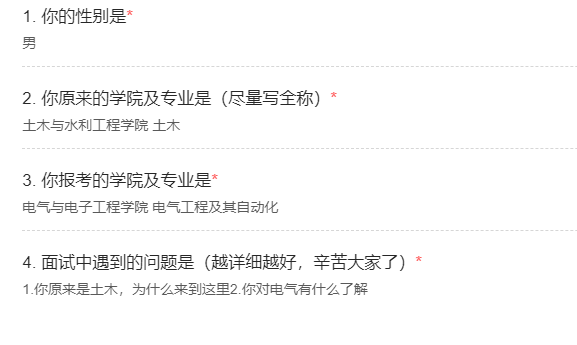 1. 你的性别是*
男
2. 你原来的学院及专业是（尽量写全称）*
土木与水利工程学院 土木
3. 你报考的学院及专业是*
电气与电子工程学院 电气工程及其自动化
4. 面试中遇到的问题是（越详细越好，辛苦大家了）*
1.你原来是土木，为什么来到这里2.你对电气有什么了解